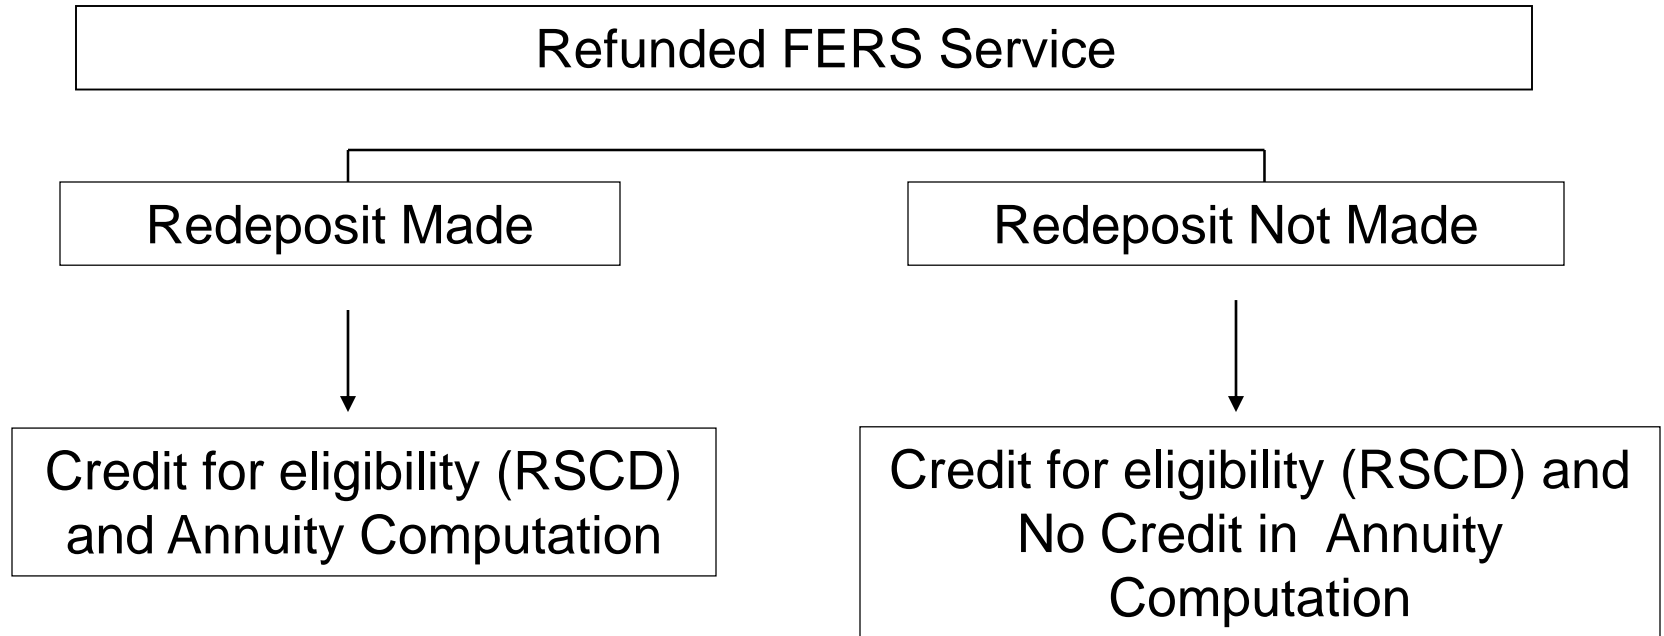 Refunded FERS Service
Redeposit Made
Redeposit Not Made
Credit for eligibility (RSCD)
and Annuity Computation
Credit for eligibility (RSCD) and
No Credit in  Annuity
Computation